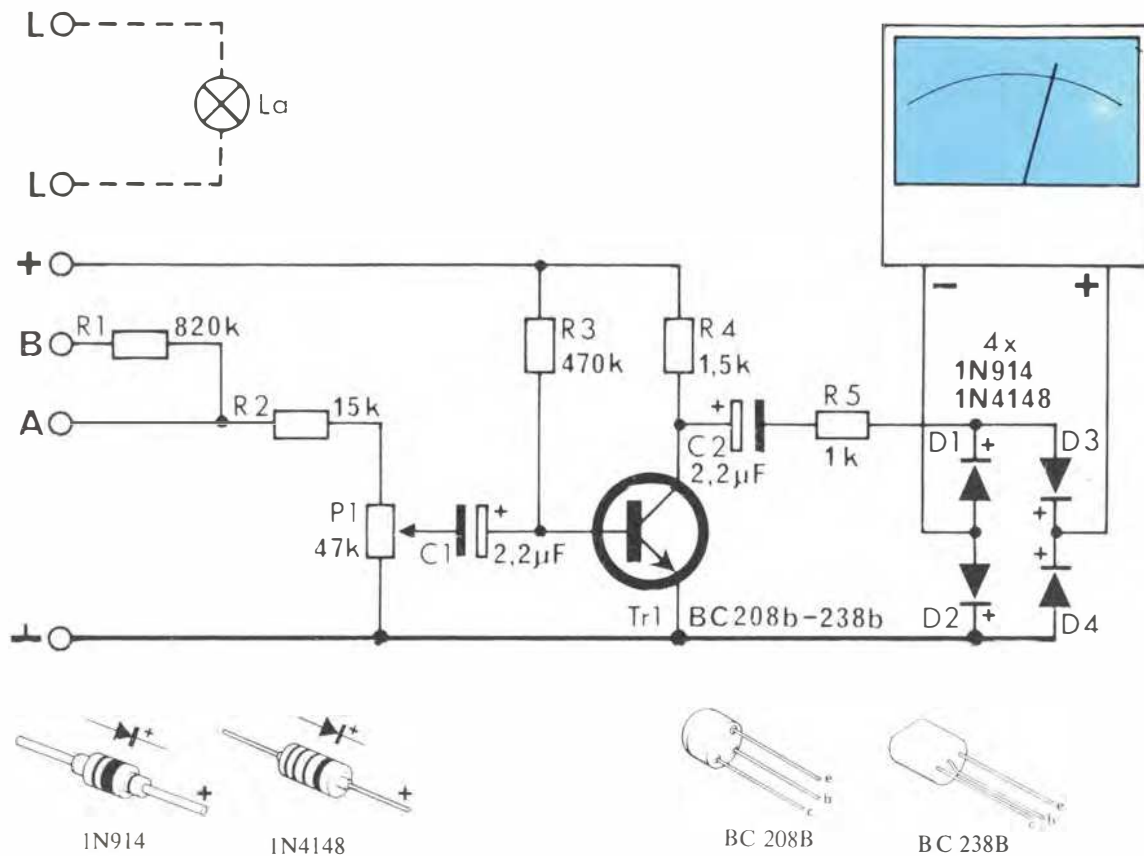 L
La
L
+
- +
B R1 820k
R3 470k
R4 1,5k
4x
1N914
1N4148
A R2 15k
+ C2 2,2µF
R5 1k
D1 +
D3 +
P1 47k
C1 + 2,2µF
Tr1 BC208b-238b
D2 +
+ D4
+ +
+ +
e
b
c
e
b
c
1N914
1N4148
BC 208B
BC 238B